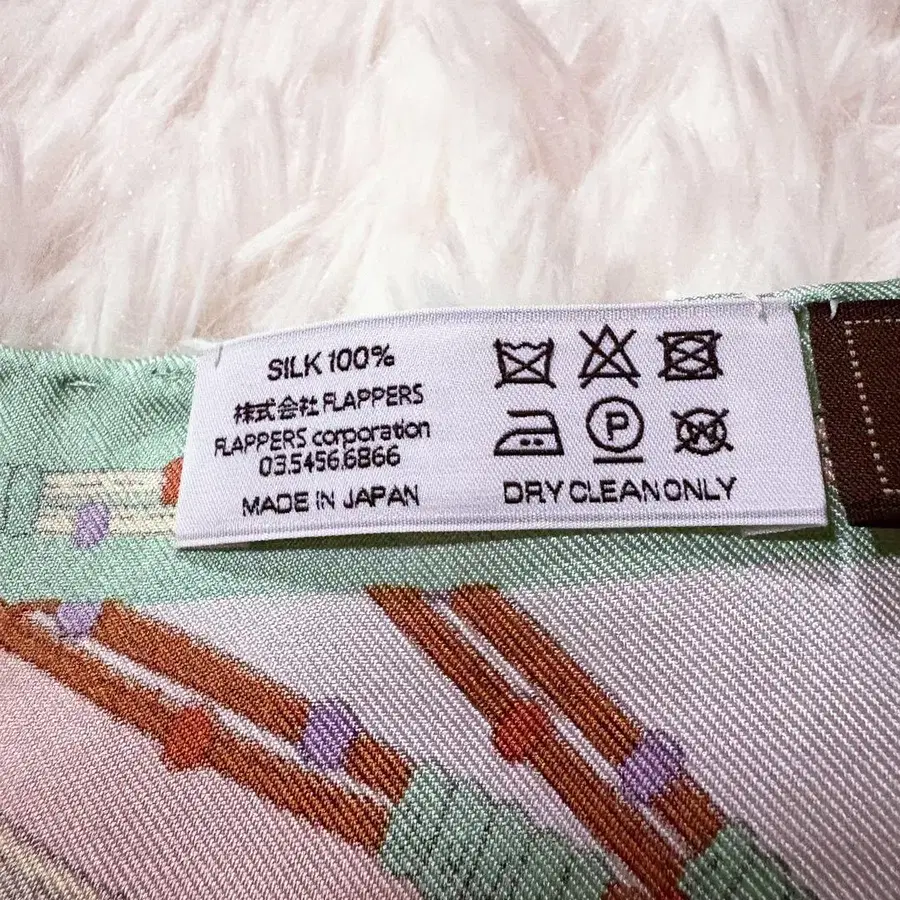 SILK 100%
株式会社 FLAPPERS
FLAPPERS corporation
03.5456.6866
MADE IN JAPAN
P
W
DRY CLEAN ONLY